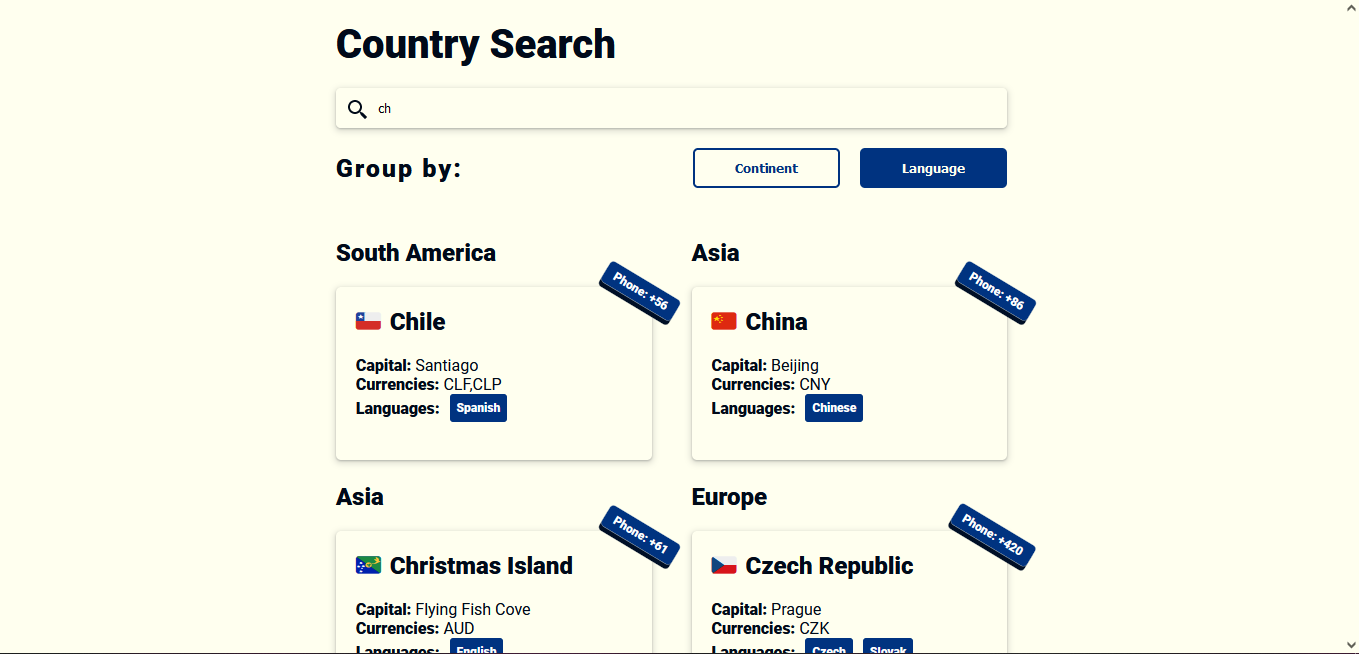 Country Search
ch
Group by:
Continent
Language
South America
Phone: +56
Chile
Capital: Santiago
Currencies: CLF,CLP
Languages: Spanish
Asia
Phone: +86
China
Capital: Beijing
Currencies: CNY
Languages: Chinese
Asia
Phone: +61
Christmas Island
Capital: Flying Fish Cove
Currencies: AUD
Languages: English
Europe
Phone: +420
Czech Republic
Capital: Prague
Currencies: CZK
Languages: Czech Slovak